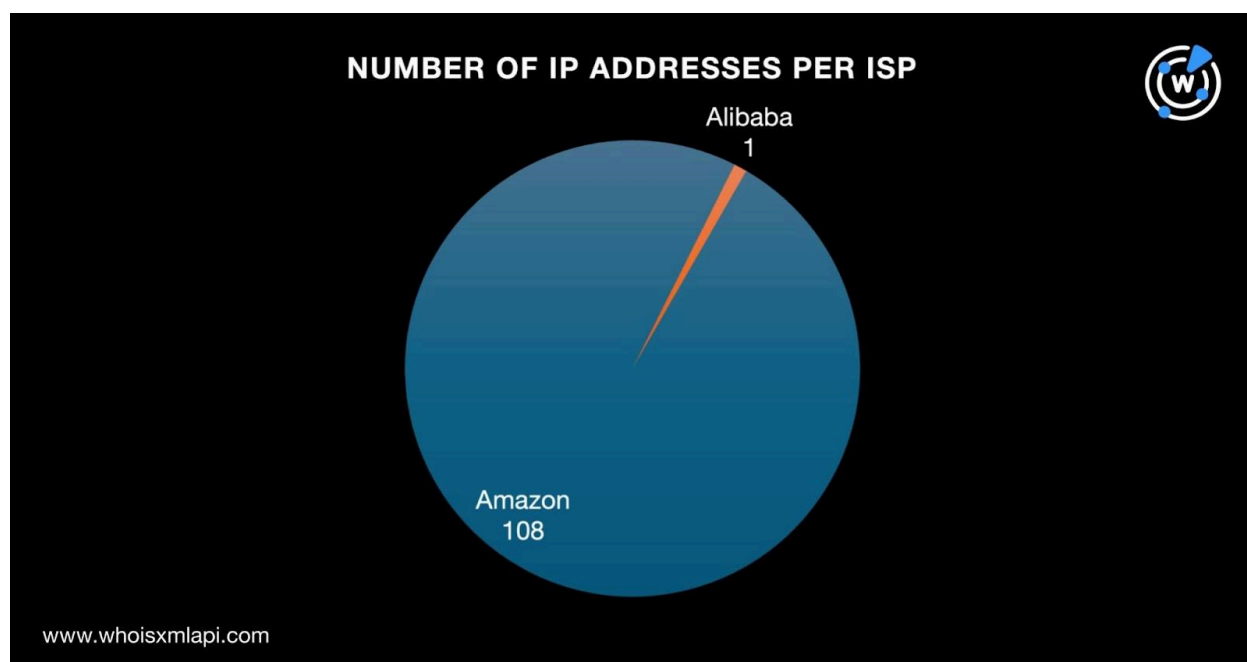 NUMBER OF IP ADDRESSES PER ISP
W
Alibaba
1
Amazon
108
www.whoisxmlapi.com